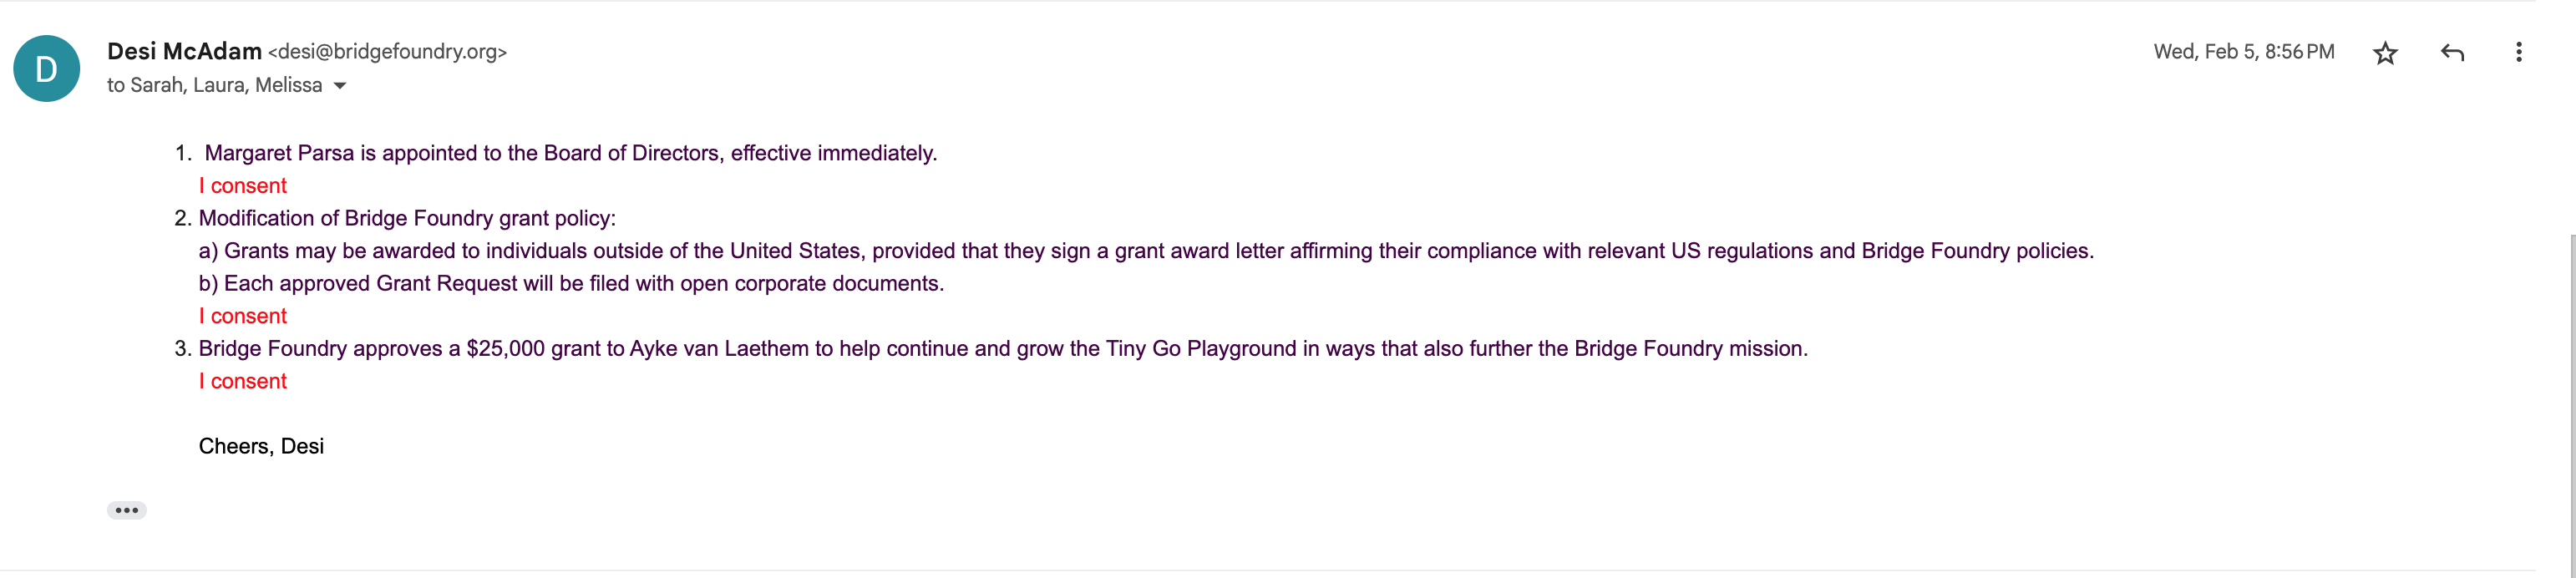 D
Desi McAdam <desi@bridgefoundry.org>
Wed, Feb 5, 8:56 PM
to Sarah, Laura, Melissa
1. Margaret Parsa is appointed to the Board of Directors, effective immediately.
I consent
2. Modification of Bridge Foundry grant policy:
a) Grants may be awarded to individuals outside of the United States, provided that they sign a grant award letter affirming their compliance with relevant US regulations and Bridge Foundry policies.
b) Each approved Grant Request will be filed with open corporate documents.
I consent
3. Bridge Foundry approves a $25,000 grant to Ayke van Laethem to help continue and grow the Tiny Go Playground in ways that also further the Bridge Foundry mission.
I consent
Cheers, Desi